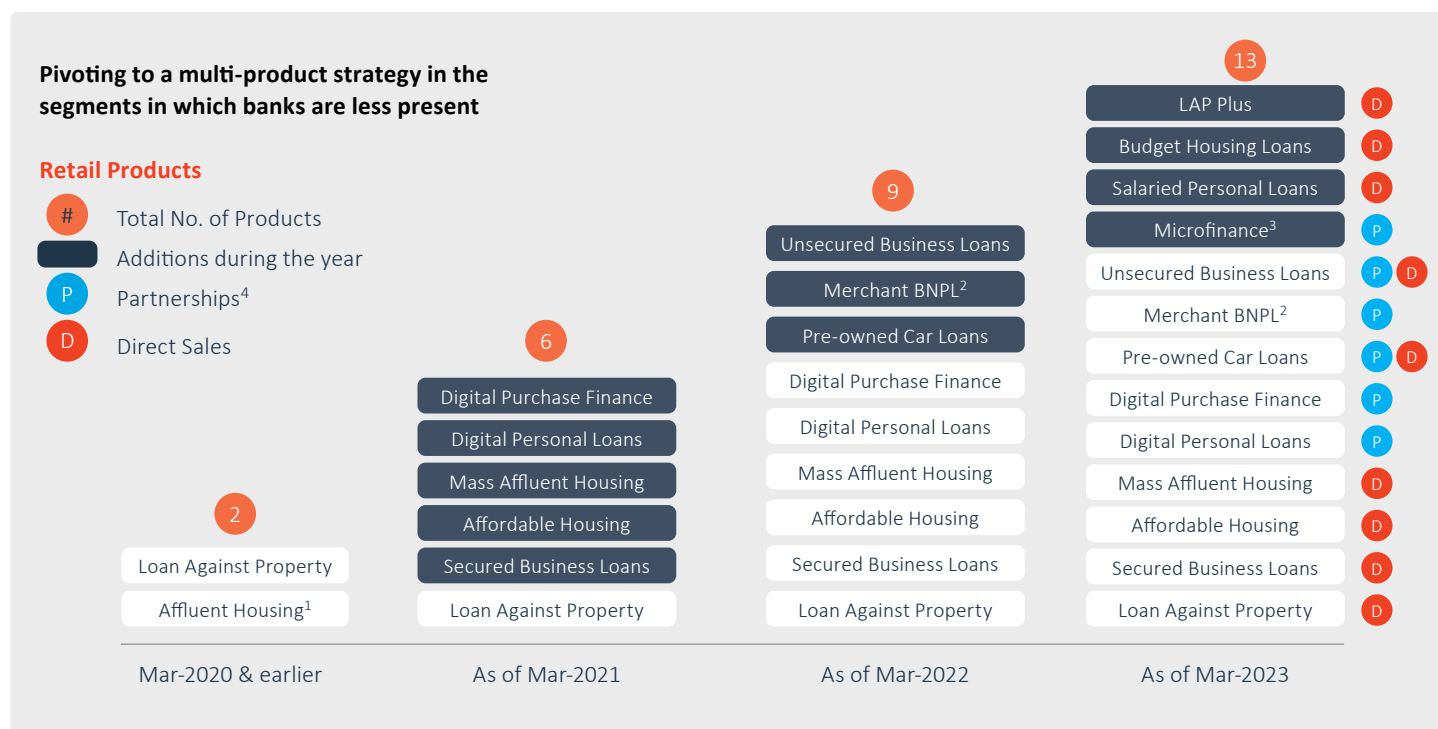 Pivoting to a multi-product strategy in the
segments in which banks are less present
Retail Products
# Total No. of Products
Additions during the year
P Partnerships4
D Direct Sales
2
Loan Against Property
Affluent Housing1
Mar-2020 & earlier
6
Digital Purchase Finance
Digital Personal Loans
Mass Affluent Housing
Affordable Housing
Secured Business Loans
Loan Against Property
As of Mar-2021
9
Unsecured Business Loans
Merchant BNPL2
Pre-owned Car Loans
Digital Purchase Finance
Digital Personal Loans
Mass Affluent Housing
Affordable Housing
Secured Business Loans
Loan Against Property
As of Mar-2022
13
LAP Plus D
Budget Housing Loans D
Salaried Personal Loans D
Microfinance3 P
Unsecured Business Loans P D
Merchant BNPL2 P
Pre-owned Car Loans P D
Digital Purchase Finance P
Digital Personal Loans P
Mass Affluent Housing D
Affordable Housing D
Secured Business Loans D
Loan Against Property D
As of Mar-2023